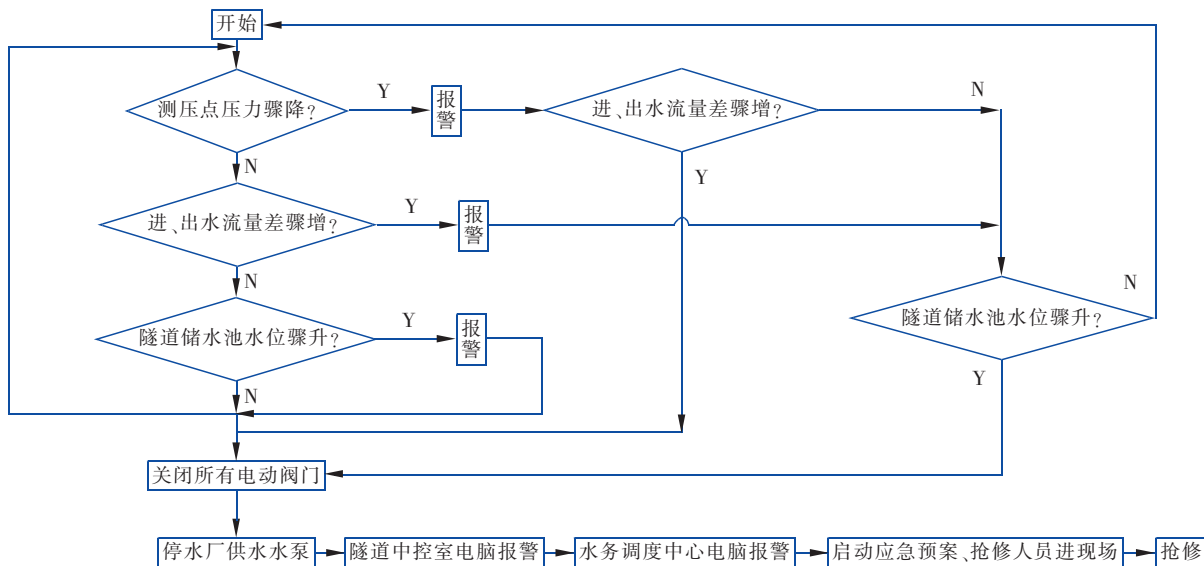 开始
测压点压力骤降?
Y
报警
进、出水流量差骤增?
N
N
Y
进、出水流量差骤增?
Y
报警
N
隧道储水池水位骤升?
Y
报警
隧道储水池水位骤升?
N
N
Y
关闭所有电动阀门
停水厂供水水泵
隧道中控室电脑报警
水务调度中心电脑报警
启动应急预案、抢修人员进现场
抢修